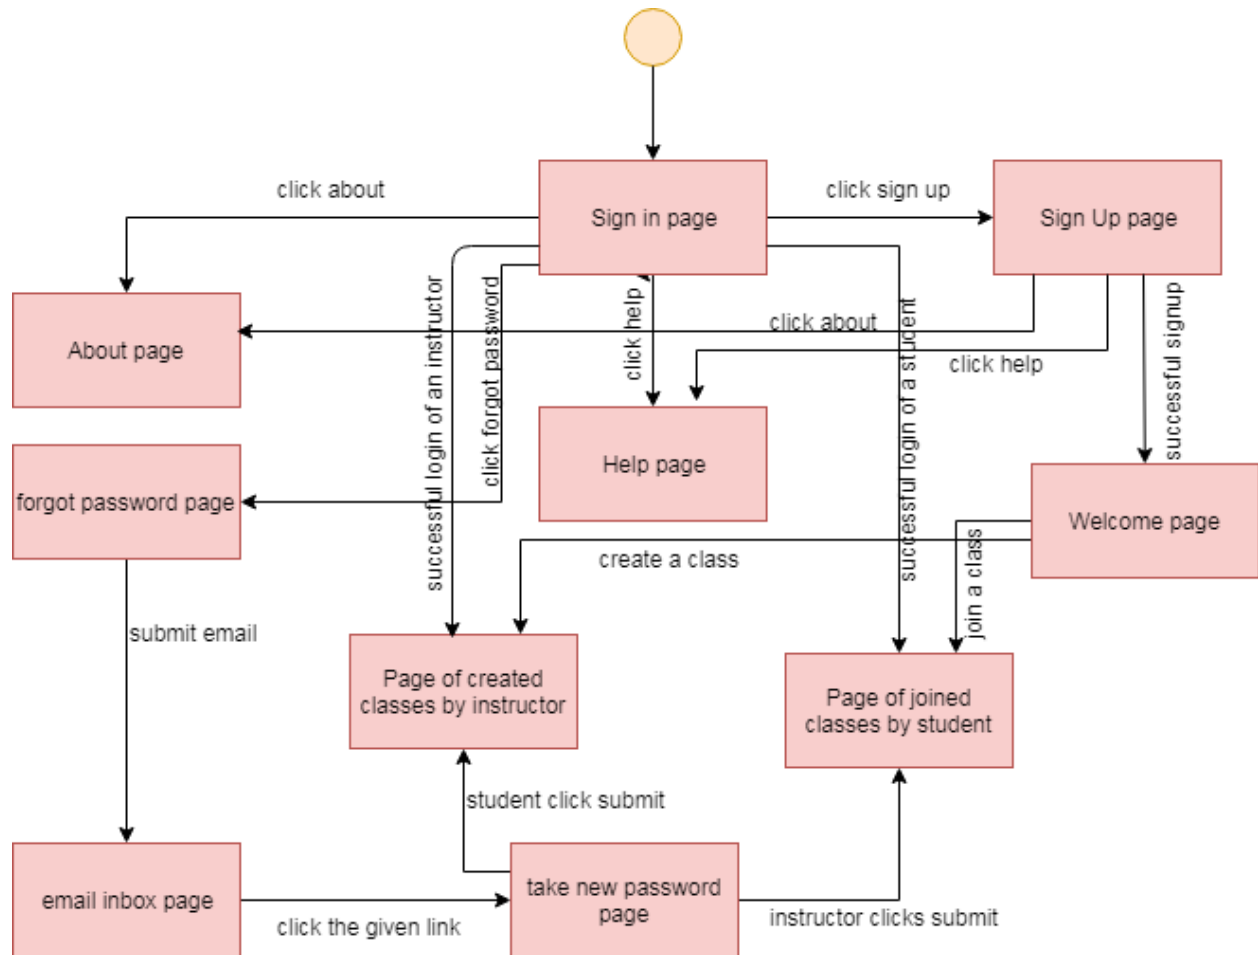 click about
Sign in page
click sign up
Sign Up page
successful login of an instructor
click forgot password
click help
successful login of a student
click about
click help
successful signup
About page
forgot password page
Help page
Welcome page
create a class
join a class
submit email
Page of created
classes by instructor
Page of joined
classes by student
student click submit
email inbox page
click the given link
take new password
page
instructor clicks submit